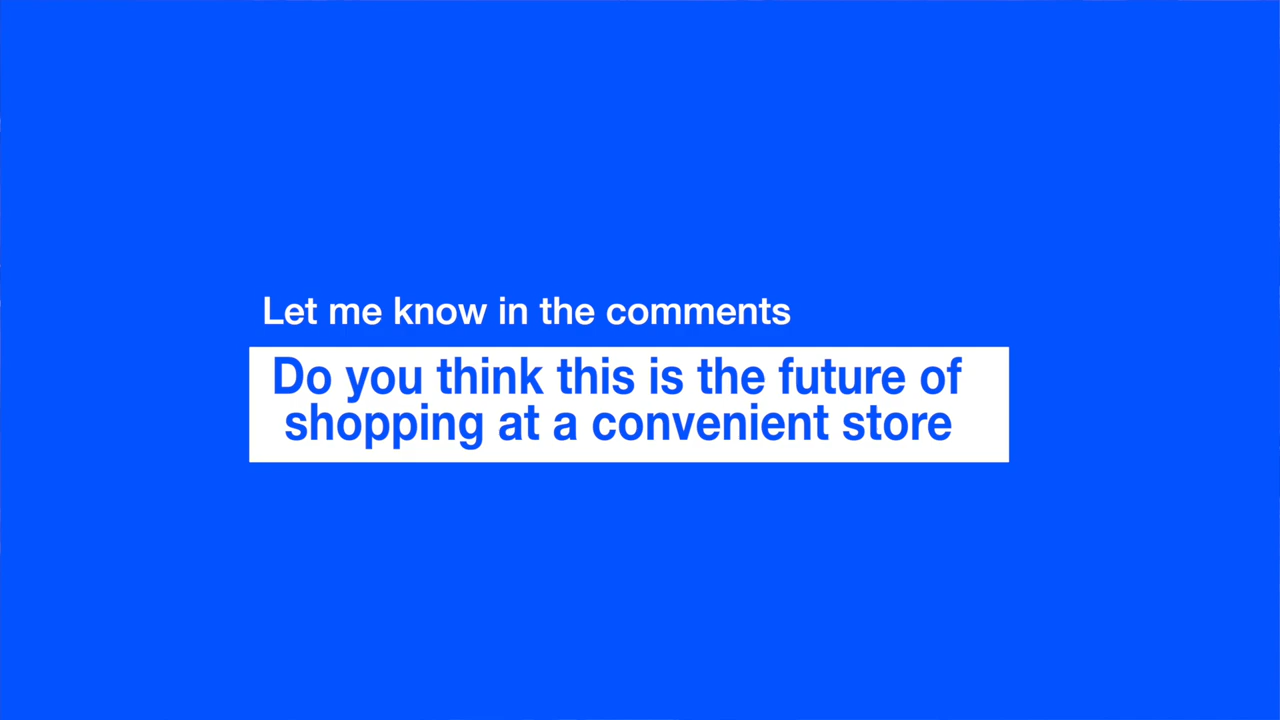 Let me know in the comments
Do you think this is the future of
shopping at a convenient store